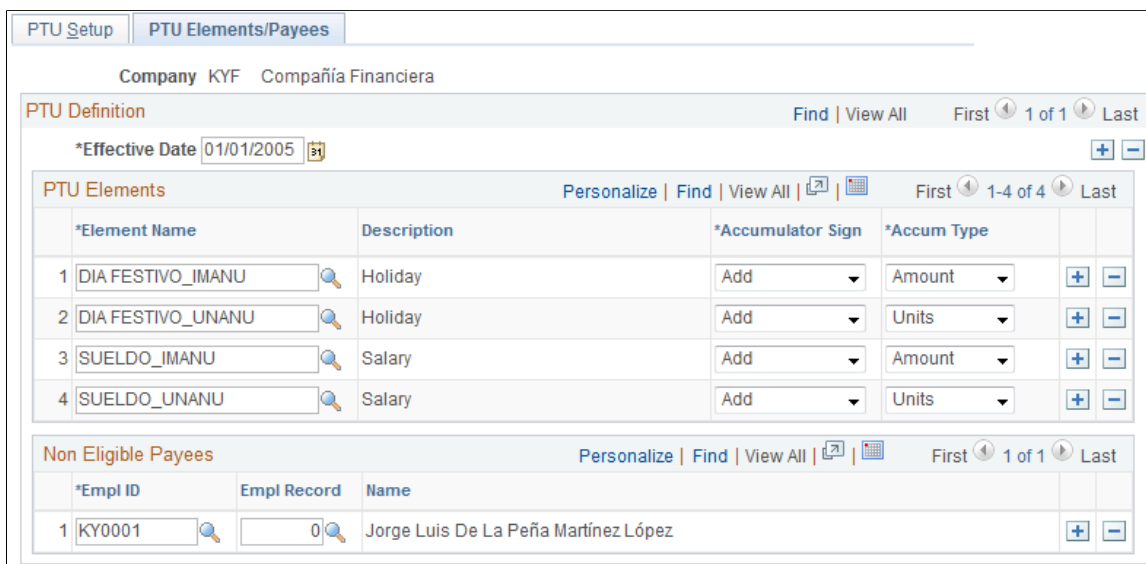 PTU Setup PTU Elements/Payees
Company KYF Compañía Financiera
PTU Definition Find | View All First 1 of 1 Last
*Effective Date 01/01/2005 31
PTU Elements Personalize | Find | View All | | First 1-4 of 4 Last
*Element Name Description *Accumulator Sign *Accum Type
1 DIA FESTIVO_IMANU Holiday Add Amount
2 DIA FESTIVO_UNANU Holiday Add Units
3 SUELDO_IMANU Salary Add Amount
4 SUELDO_UNANU Salary Add Units
Non Eligible Payees Personalize | Find | View All | | First 1 of 1 Last
*Empl ID Empl Record Name
1 KY0001 0 Jorge Luis De La Peña Martínez López